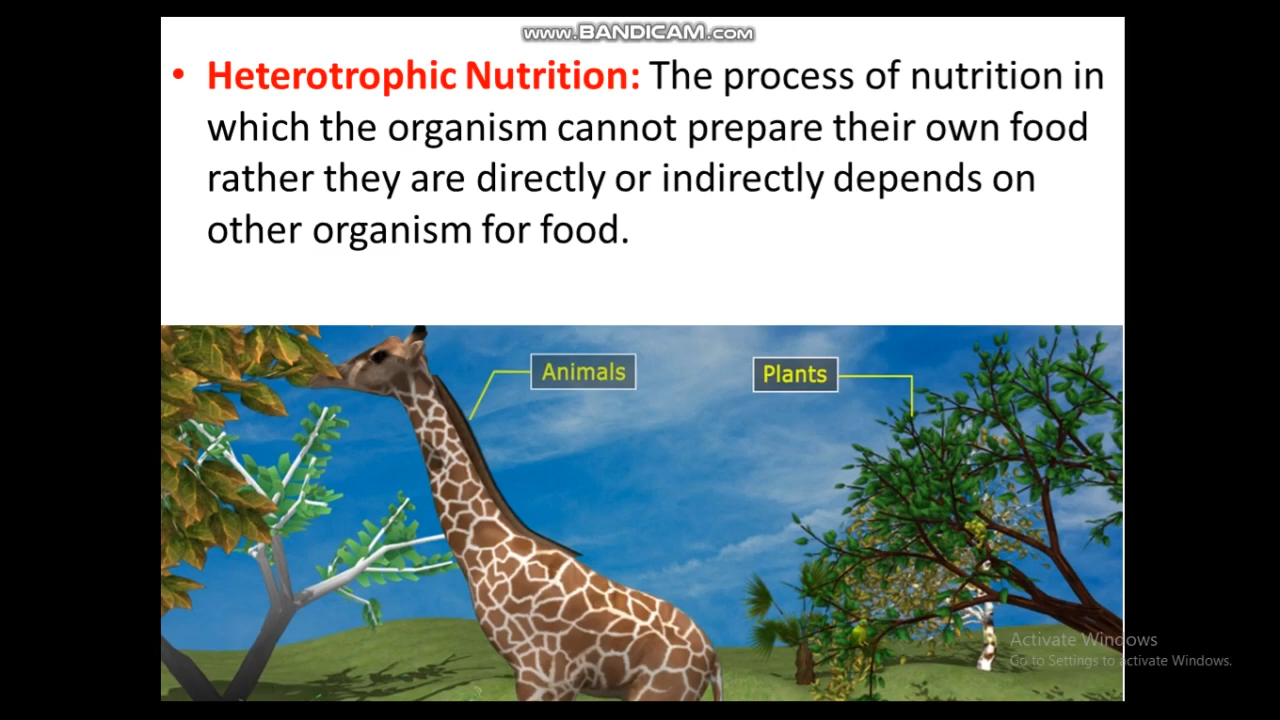 www.BANDICAM.com
• Heterotrophic Nutrition: The process of nutrition in
which the organism cannot prepare their own food
rather they are directly or indirectly depends on
other organism for food.
Animals
Plants
Activate Windows
Go to Settings to activate Windows.